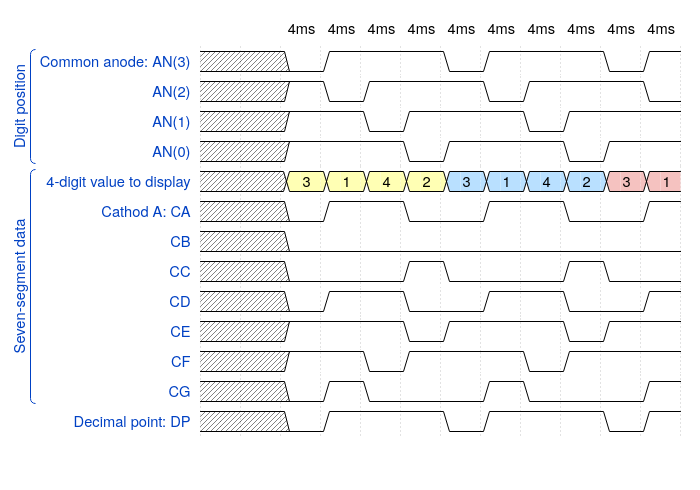 4ms 4ms 4ms 4ms 4ms 4ms 4ms 4ms 4ms 4ms
Digit position
Common anode: AN(3)
AN(2)
AN(1)
AN(0)
Seven-segment data
4-digit value to display 3 1 4 2 3 1 4 2 3 1
Cathod A: CA
CB
CC
CD
CE
CF
CG
Decimal point: DP